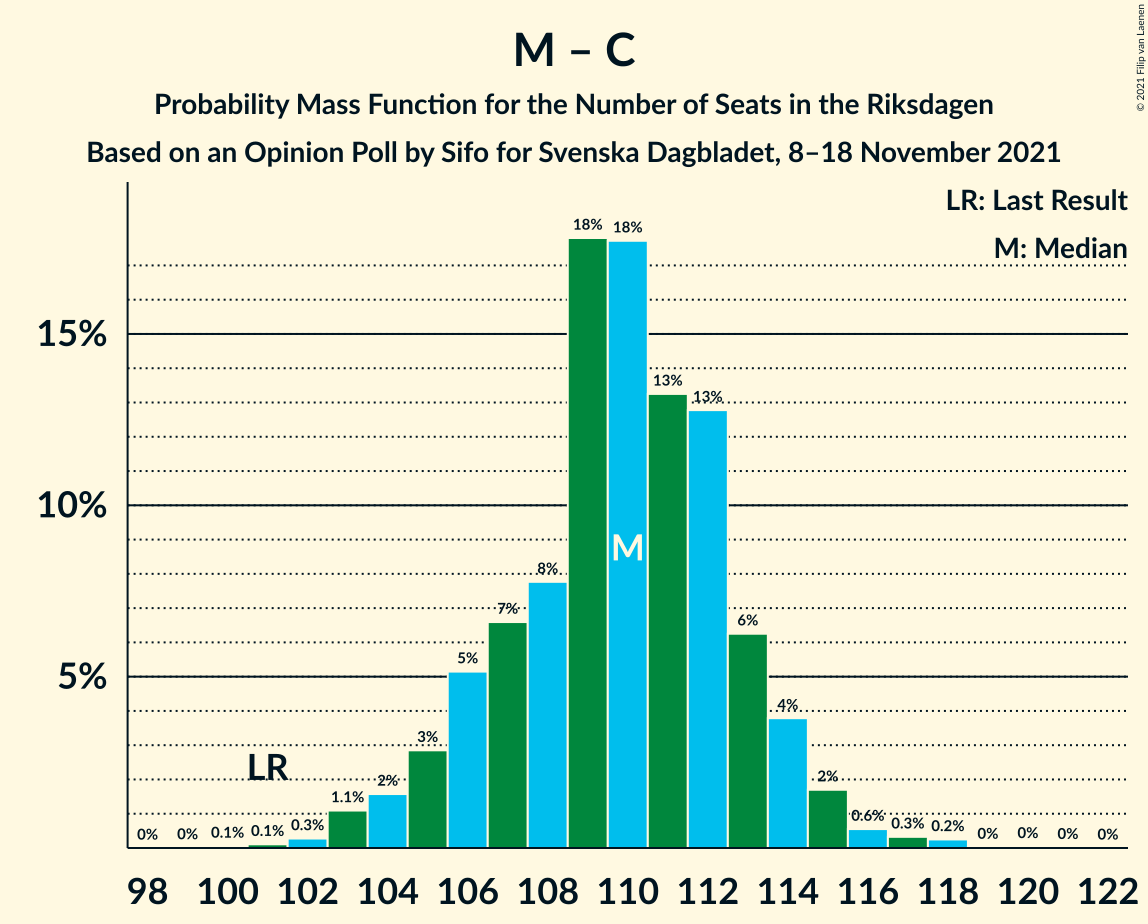 M – C
Probability Mass Function for the Number of Seats in the Riksdagen
Based on an Opinion Poll by Sifo for Svenska Dagbladet, 8–18 November 2021
© 2021 Filip van Laenen
LR: Last Result
M: Median
15%
10%
5%
0% 0% 0.1% 0.1% 0.3% 1.1% 2% 3% 5% 7% 8% 18% 18% 13% 13% 6% 4% 2% 0.6% 0.3% 0.2% 0% 0% 0% 0%
LR
M
98 100 102 104 106 108 110 112 114 116 118 120 122